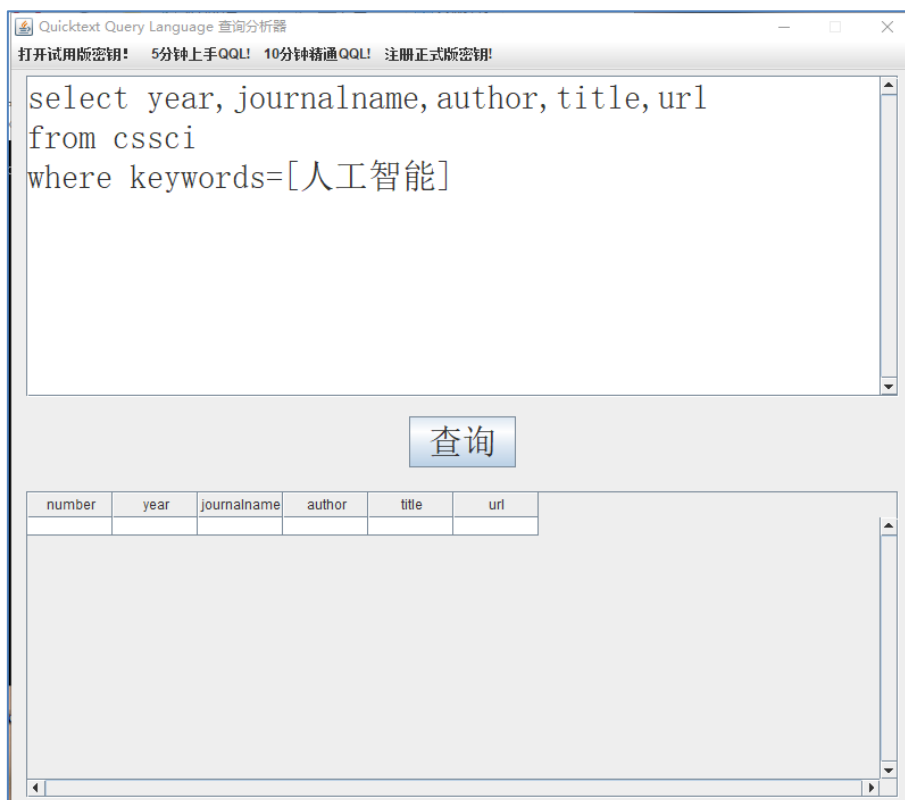 Quicktext Query Language 查询分析器
打开试用版密钥! 5分钟上手QQL! 10分钟精通QQL! 注册正式版密钥!
select year,journalname,author,title,url
from cssci
where keywords=[人工智能]
查询
number year journalname author title url